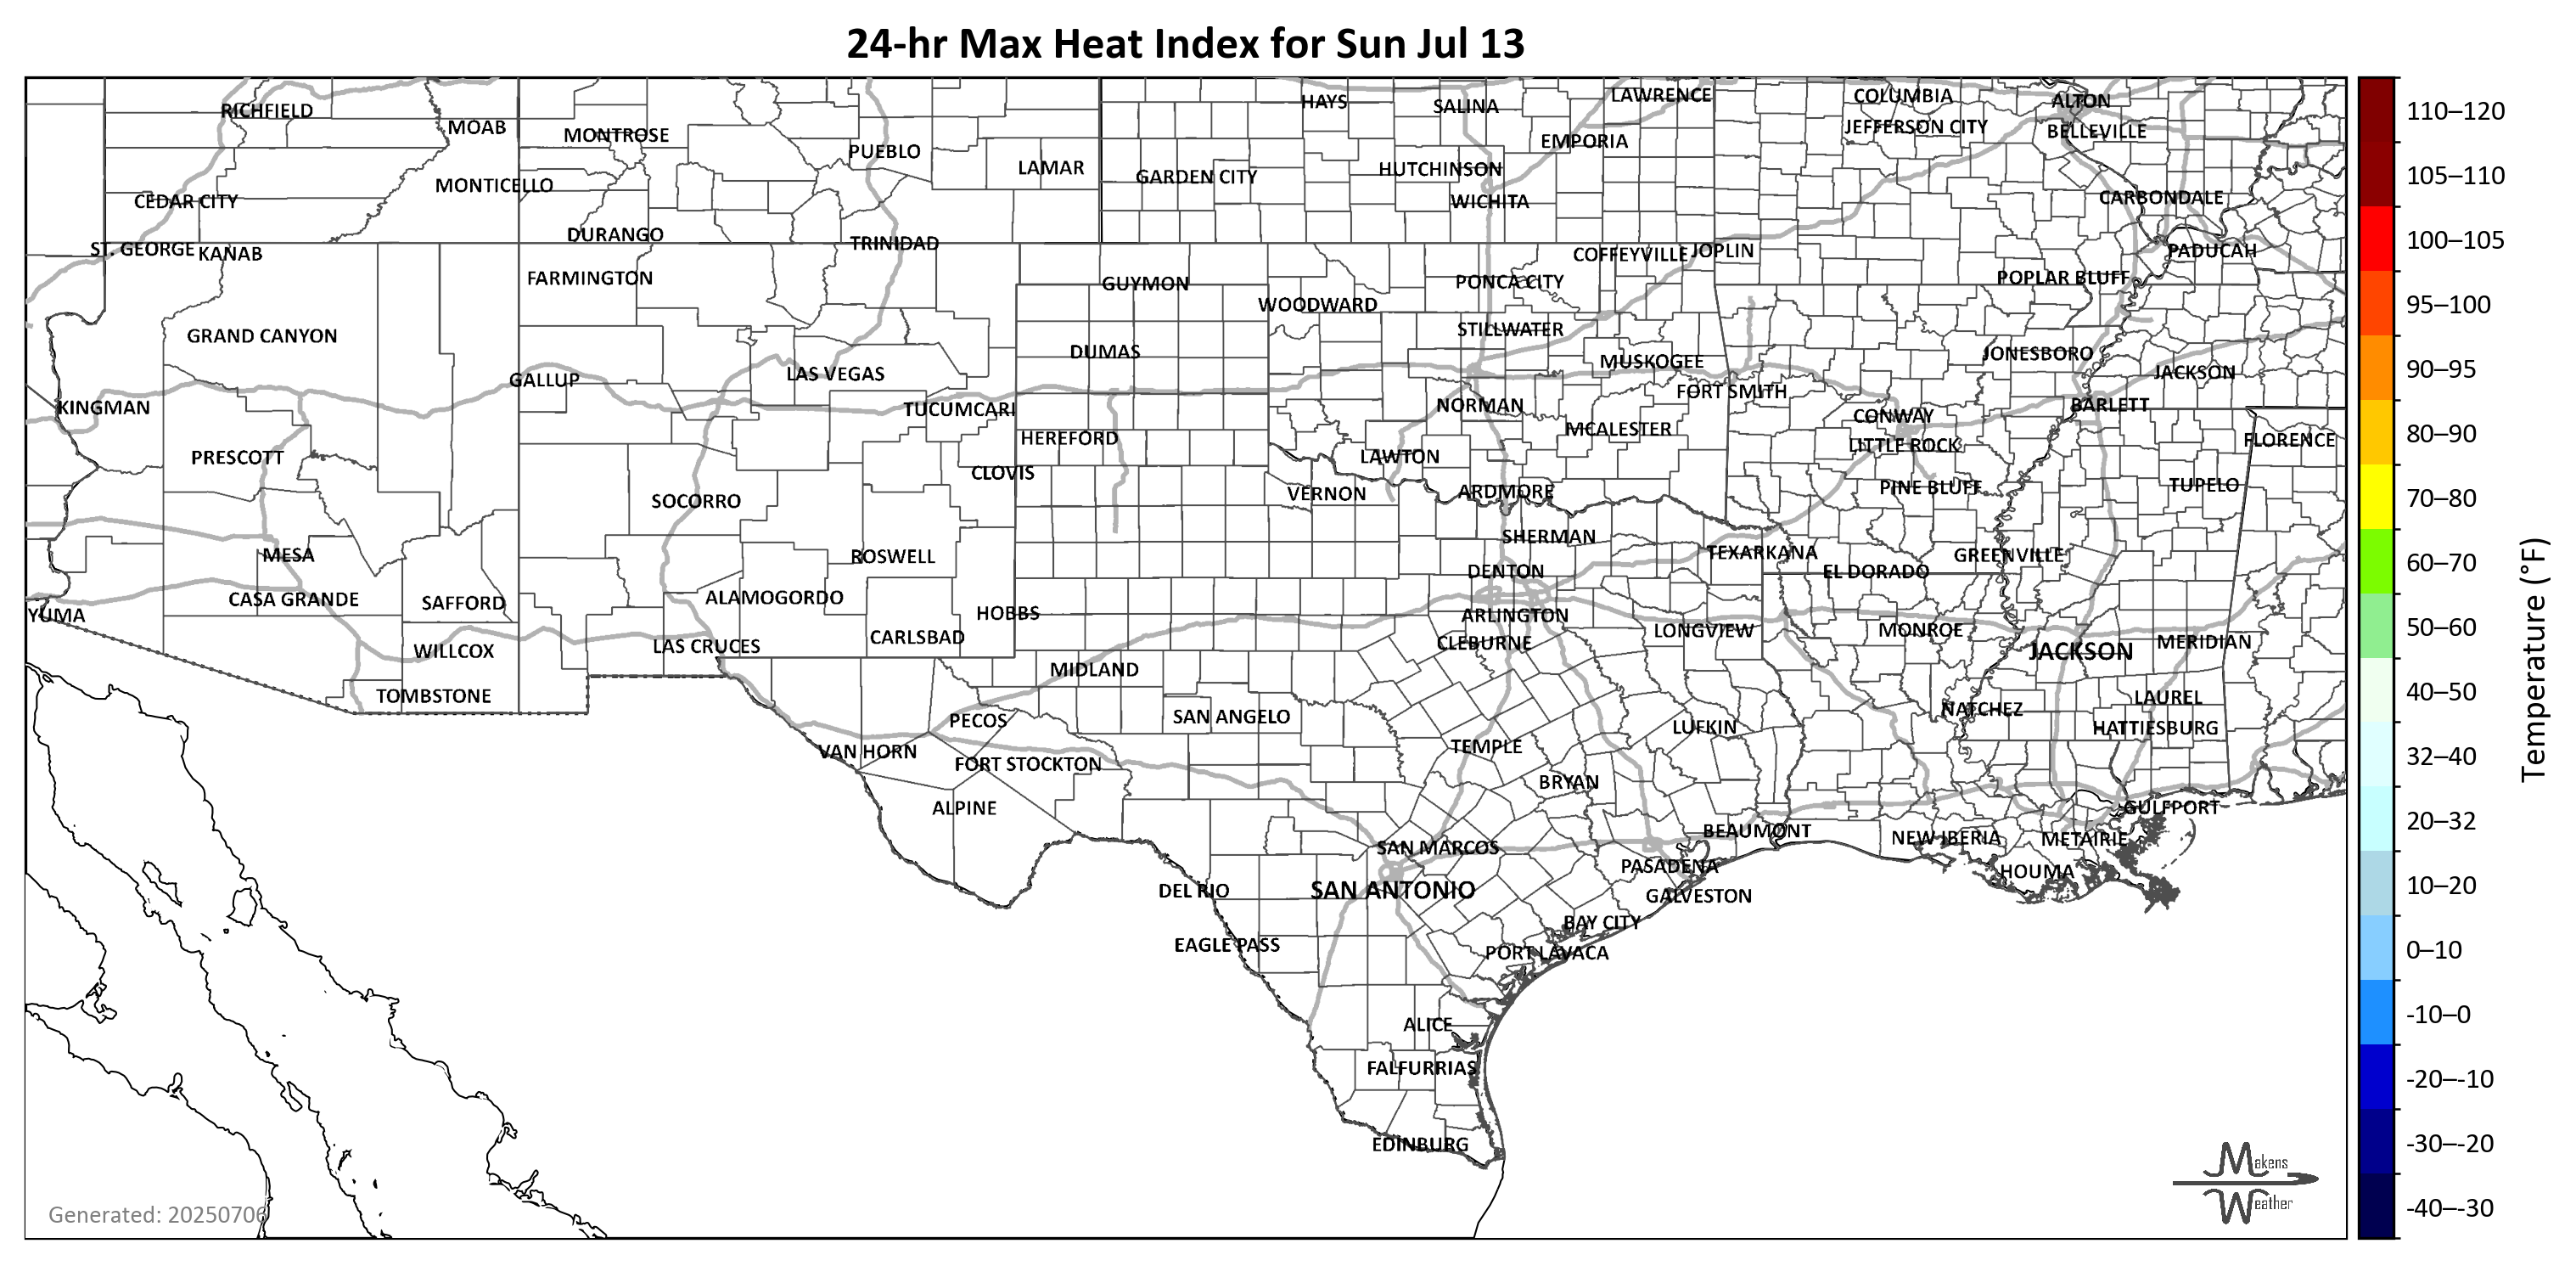 24-hr Max Heat Index for Sun Jul 13
RICHFIELD
MOAB
MONTROSE
PUEBLO
LAMAR
HAYS
SALINA
LAWRENCE
COLUMBIA
ALTON
EMPORIA
JEFFERSON CITY
BELLEVILLE
GARDEN CITY
HUTCHINSON
MONTICELLO
CEDAR CITY
WICHITA
CARBONDALE
DURANGO
TRINIDAD
ST. GEORGE
KANAB
COFFEYVILLE
JOPLIN
PADUCAH
FARMINGTON
GUYMON
PONCA CITY
POPLAR BLUFF
WOODWARD
GRAND CANYON
STILLWATER
DUMAS
JONESBORO
MUSKOGEE
JACKSON
GALLUP
LAS VEGAS
FORT SMITH
KINGMAN
TUCUMCARI
NORMAN
CONWAY
BARLETT
HEREFORD
MCALESTER
LITTLE ROCK
FLORENCE
PRESCOTT
LAWTON
CLOVIS
SOCORRO
VERNON
ARDMORE
PINE BLUFF
TUPELO
SHERMAN
MESA
ROSWELL
TEXARKANA
GREENVILLE
DENTON
EL DORADO
CASA GRANDE
SAFFORD
ALAMOGORDO
HOBBS
ARLINGTON
YUMA
CARLSBAD
CLEBURNE
LONGVIEW
MONROE
LAS CRUCES
WILLCOX
JACKSON
MERIDIAN
MIDLAND
TOMBSTONE
LAUREL
PECOS
SAN ANGELO
NATCHEZ
LUFKIN
HATTIESBURG
VAN HORN
TEMPLE
FORT STOCKTON
BRYAN
ALPINE
GULFPORT
BEAUMONT
NEW IBERIA
METAIRIE
SAN MARCOS
PASADENA
HOUMA
DEL RIO
SAN ANTONIO
GALVESTON
BAY CITY
EAGLE PASS
PORT LAVACA
ALICE
FALFURRIAS
EDINBURG
Generated: 20250706
Makens
Weather
110–120
105–110
100–105
95–100
90–95
80–90
70–80
60–70
50–60
40–50
32–40
20–32
10–20
0–10
-10–0
-20–-10
-30–-20
-40–-30
Temperature (°F)